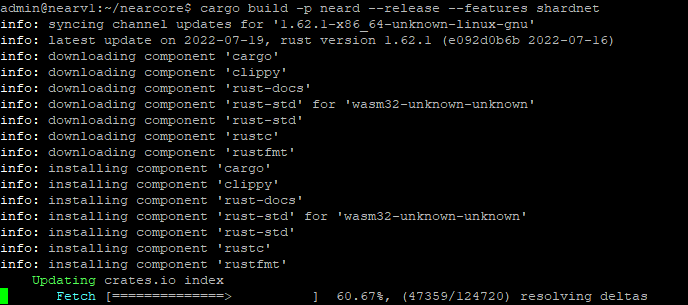 admin@nearv1:~/nearcore$ cargo build -p neard --release --features shardnet
info: syncing channel updates for '1.62.1-x86_64-unknown-linux-gnu'
info: latest update on 2022-07-19, rust version 1.62.1 (e092d0b6b 2022-07-16)
info: downloading component 'cargo'
info: downloading component 'clippy'
info: downloading component 'rust-docs'
info: downloading component 'rust-std' for 'wasm32-unknown-unknown'
info: downloading component 'rust-std'
info: downloading component 'rustc'
info: downloading component 'rustfmt'
info: installing component 'cargo'
info: installing component 'clippy'
info: installing component 'rust-docs'
info: installing component 'rust-std' for 'wasm32-unknown-unknown'
info: installing component 'rust-std'
info: installing component 'rustc'
info: installing component 'rustfmt'
    Updating crates.io index
       Fetch [==============>          ]  60.67%, (47359/124720) resolving deltas